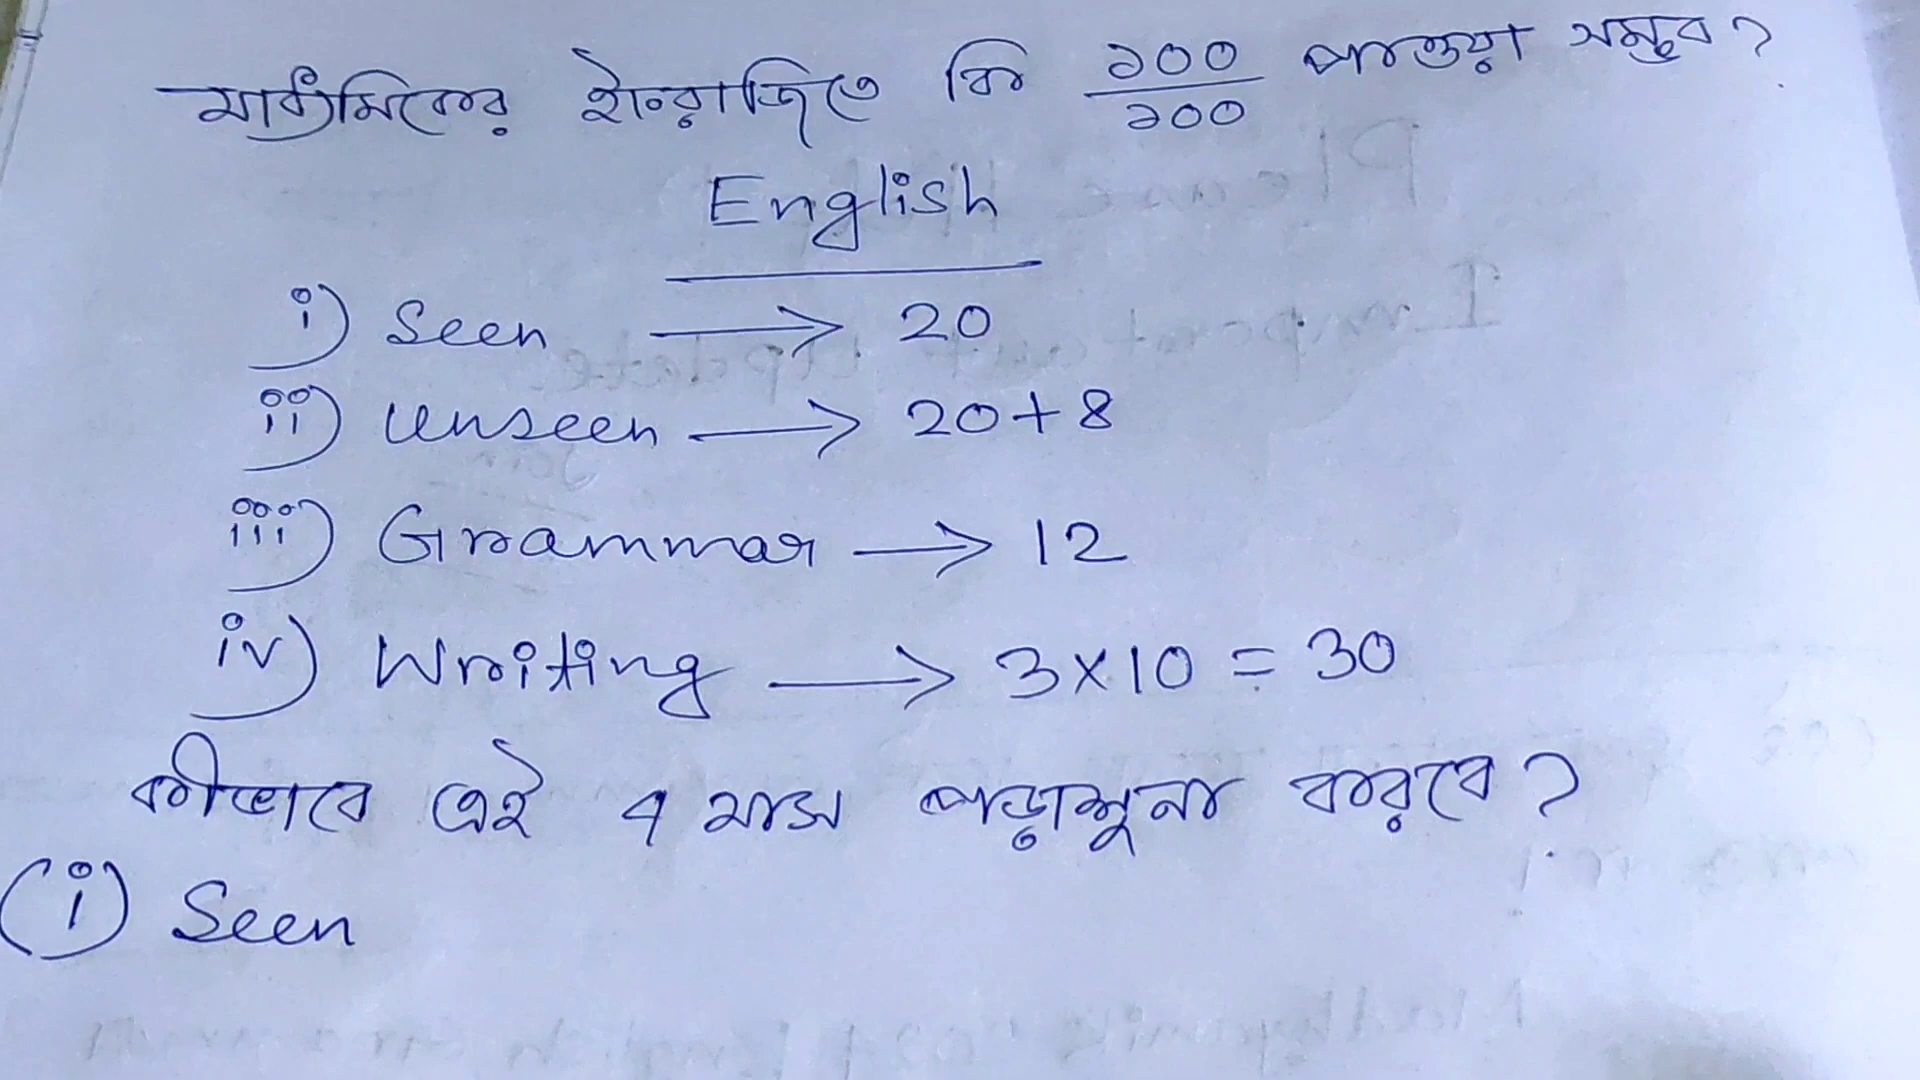 মাধ্যমিকের ইংরাজিতে কি ১০০/১০০ পাওয়া সম্ভব?
English
i) Seen → 20
ii) Unseen → 20+8
iii) Grammar → 12
iv) Writing → 3×10 = 30
কীভাবে এই ৭ মাস পড়াশুনা করবে?
(i) Seen